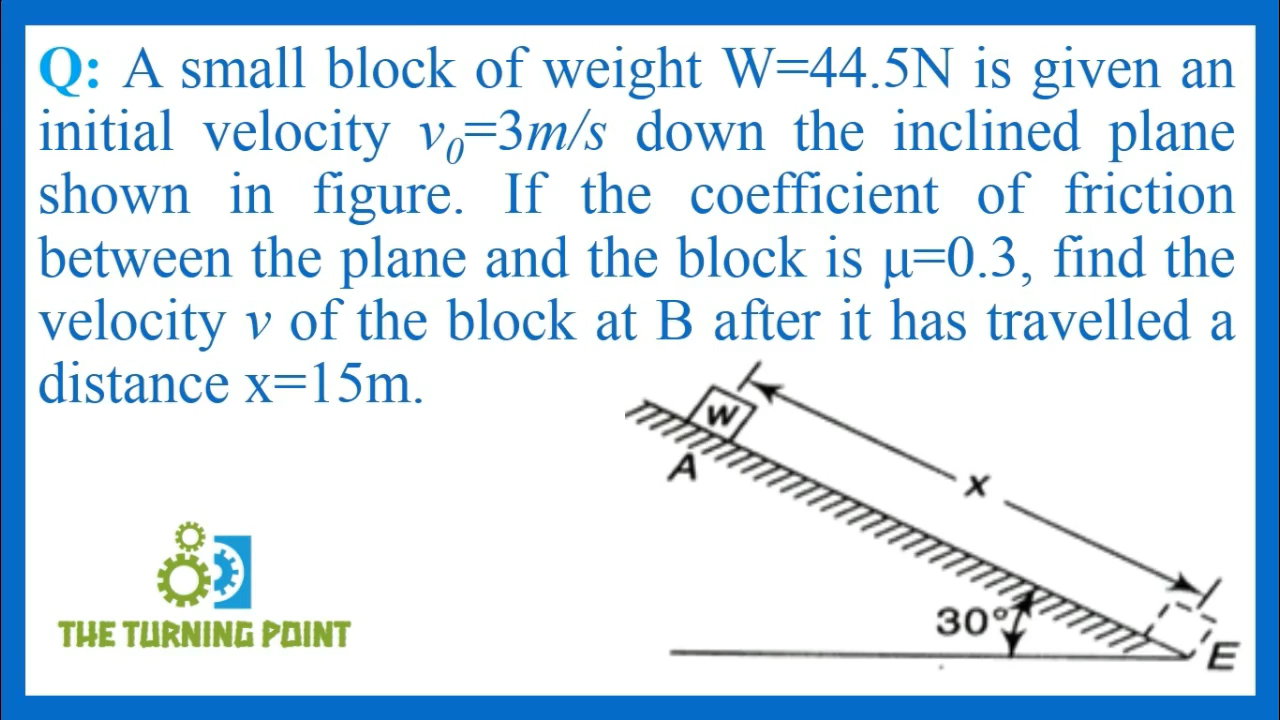 Q: A small block of weight W=44.5N is given an
initial velocity v₀=3m/s down the inclined plane
shown in figure. If the coefficient of friction
between the plane and the block is μ=0.3, find the
velocity v of the block at B after it has travelled a
distance x=15m.
W
A
x
30°
E
THE TURNING POINT